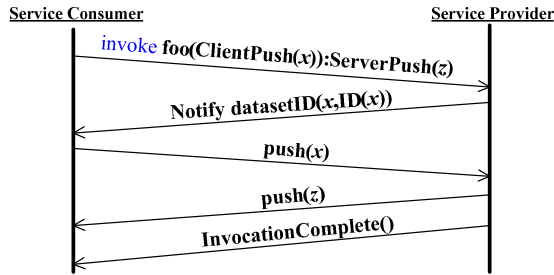 Service Consumer
Service Provider
invoke foo(ClientPush(x)):ServerPush(z)
Notify datasetID(x,ID(x))
push(x)
push(z)
InvocationComplete()